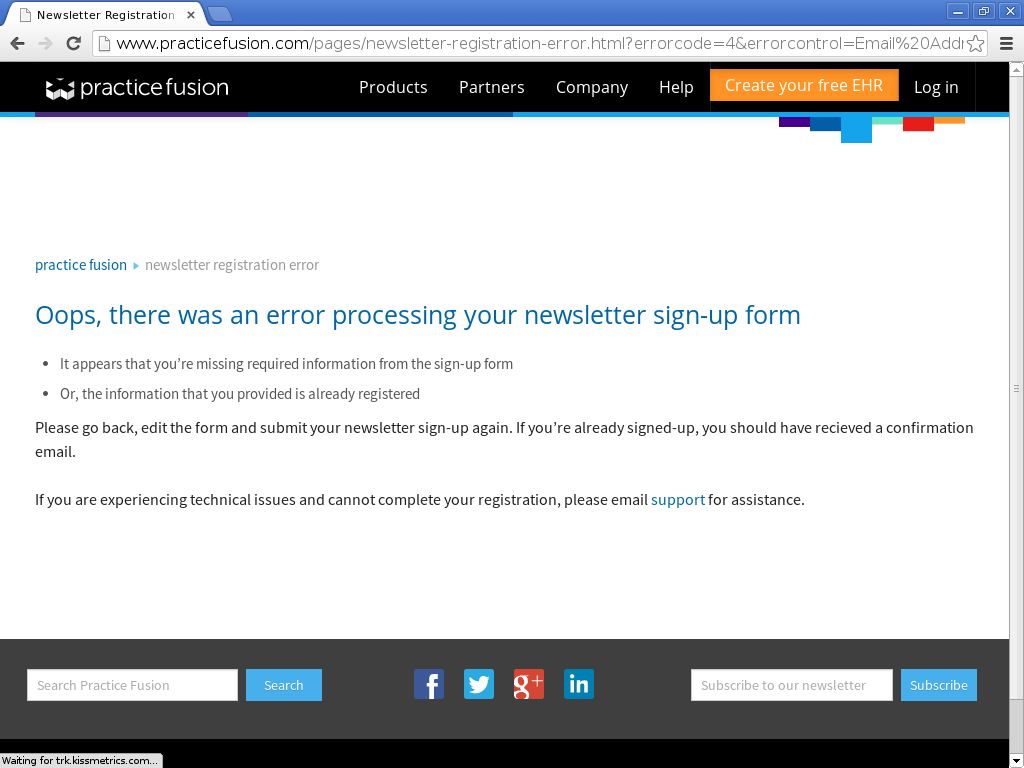 Newsletter Registration
www.practicefusion.com/pages/newsletter-registration-error.html?errorcode=4&errorcontrol=Email%20Addr
practice fusion
Products
Partners
Company
Help
Create your free EHR
Log in
practice fusion
newsletter registration error
Oops, there was an error processing your newsletter sign-up form
• It appears that you're missing required information from the sign-up form
• Or, the information that you provided is already registered
Please go back, edit the form and submit your newsletter sign-up again. If you're already signed-up, you should have recieved a confirmation
email.
If you are experiencing technical issues and cannot complete your registration, please email support for assistance.
Search Practice Fusion
Search
f
g+
in
Subscribe to our newsletter
Subscribe
Waiting for trk.kissmetrics.com...